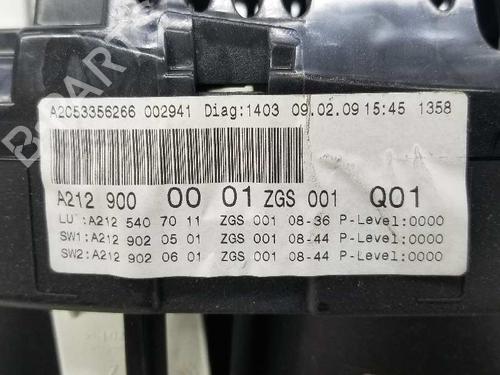 A2053356266 002941 Diag:1403 09.02.09 15:45 1358
A212 900 00 01 ZGS 001 Q01
LU :A212 540 70 11 ZGS 001 08-36 P-Level:0000
SW1:A212 902 05 01 ZGS 001 08-44 P-Level:0000
SW2:A212 902 06 01 ZGS 001 08-44 P-Level:0000